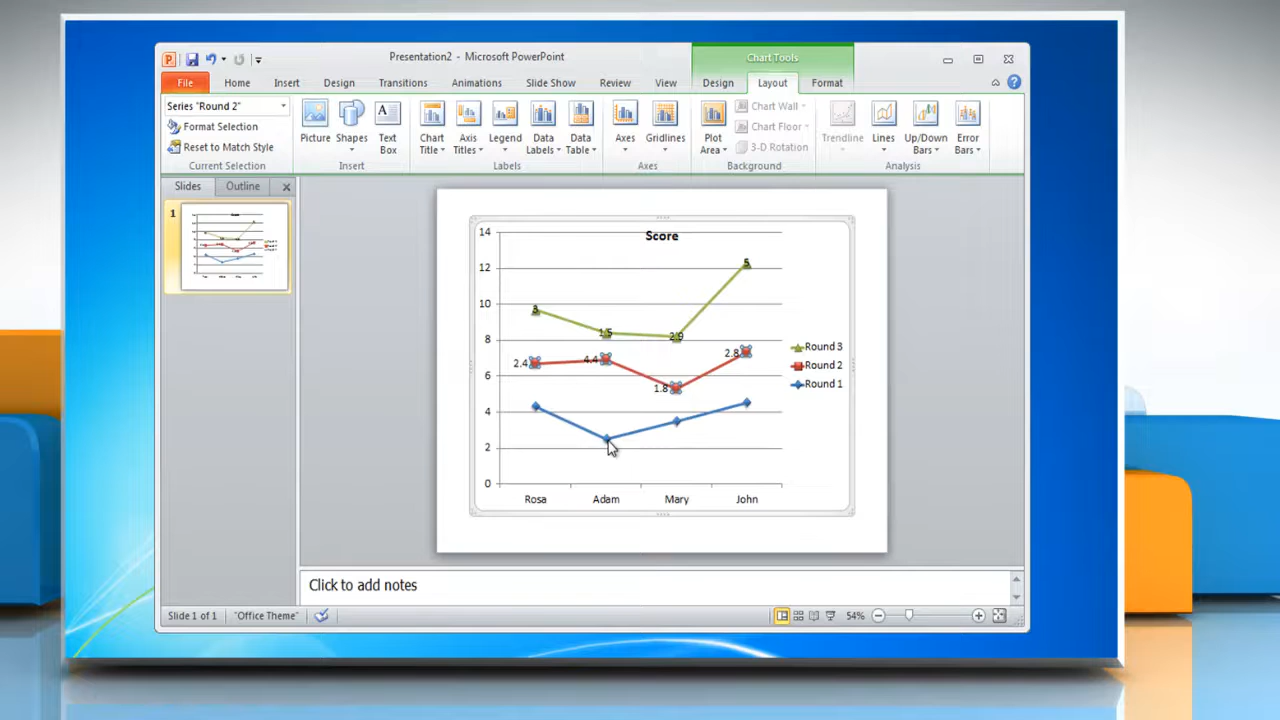 Presentation2 - Microsoft PowerPoint
Chart Tools
File Home Insert Design Transitions Animations Slide Show Review View Design Layout Format
Series "Round 2"
Format Selection
Reset to Match Style
Current Selection
Picture Shapes Text Box
Insert
Chart Title Axis Titles Legend Data Labels Data Table
Labels
Axes Gridlines
Axes
Plot Area
Chart Wall
Chart Floor
3-D Rotation
Background
Trendline Lines Up/Down Bars Error Bars
Analysis
Slides Outline
1
Score
14
12
10
8
6
4
2
0
3 1.5 2.9 5
2.4 4.4 1.8 2.8
Rosa Adam Mary John
Round 3
Round 2
Round 1
Click to add notes
Slide 1 of 1 "Office Theme" 54%